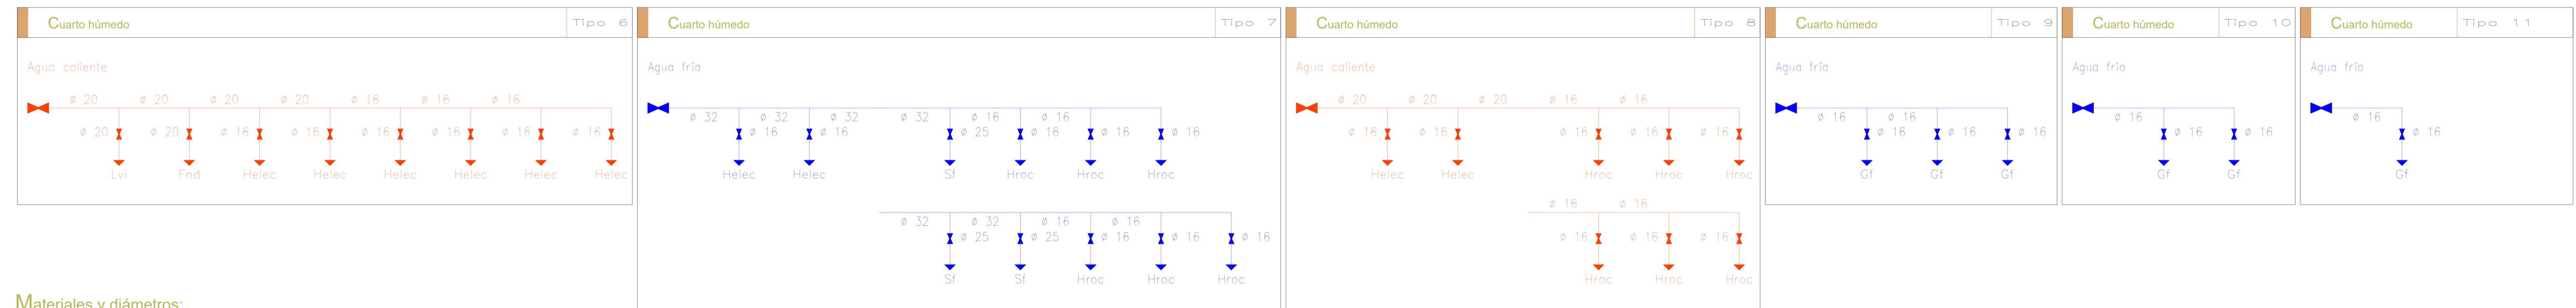 Cuarto húmedo Tipo 6
Agua caliente
ø 20 ø 20 ø 20 ø 20 ø 16 ø 16 ø 16
ø 20 ø 20 ø 16 ø 16 ø 16 ø 16 ø 16 ø 16
Lvi Fnd Helec Helec Helec Helec Helec Helec
Cuarto húmedo Tipo 7
Agua fría
ø 32 ø 32 ø 32 ø 32 ø 16 ø 16
ø 16 ø 16 ø 25 ø 16 ø 16 ø 16
Helec Helec Sf Hroc Hroc Hroc
ø 32 ø 32 ø 16 ø 16
ø 25 ø 25 ø 16 ø 16 ø 16
Sf Sf Hroc Hroc Hroc
Cuarto húmedo Tipo 8
Agua caliente
ø 20 ø 20 ø 20 ø 16 ø 16
ø 16 ø 16 ø 16 ø 16 ø 16
Helec Helec Hroc Hroc Hroc
ø 16 ø 16
ø 16 ø 16 ø 16
Hroc Hroc Hroc
Cuarto húmedo Tipo 9
Agua fría
ø 16 ø 16
ø 16 ø 16 ø 16
Gf Gf Gf
Cuarto húmedo Tipo 10
Agua fría
ø 16
ø 16 ø 16
Gf Gf
Cuarto húmedo Tipo 11
Agua fría
ø 16
ø 16
Gf
Materiales y diámetros: